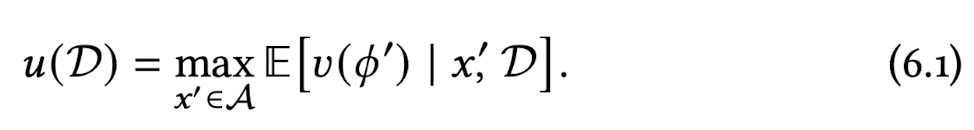 u(𝒟) = max_{x′∈𝒜} 𝔼[v(ϕ′) | x′, 𝒟]. (6.1)